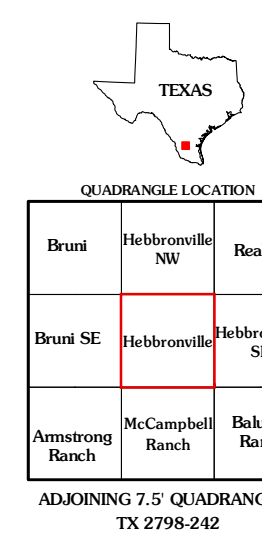 TEXAS
QUADRANGLE LOCATION
Bruni
Hebbronville
NW
Bruni SE
Hebbronville
Armstrong
Ranch
McCampbell
Ranch
ADJOINING 7.5'
TX 2798-242